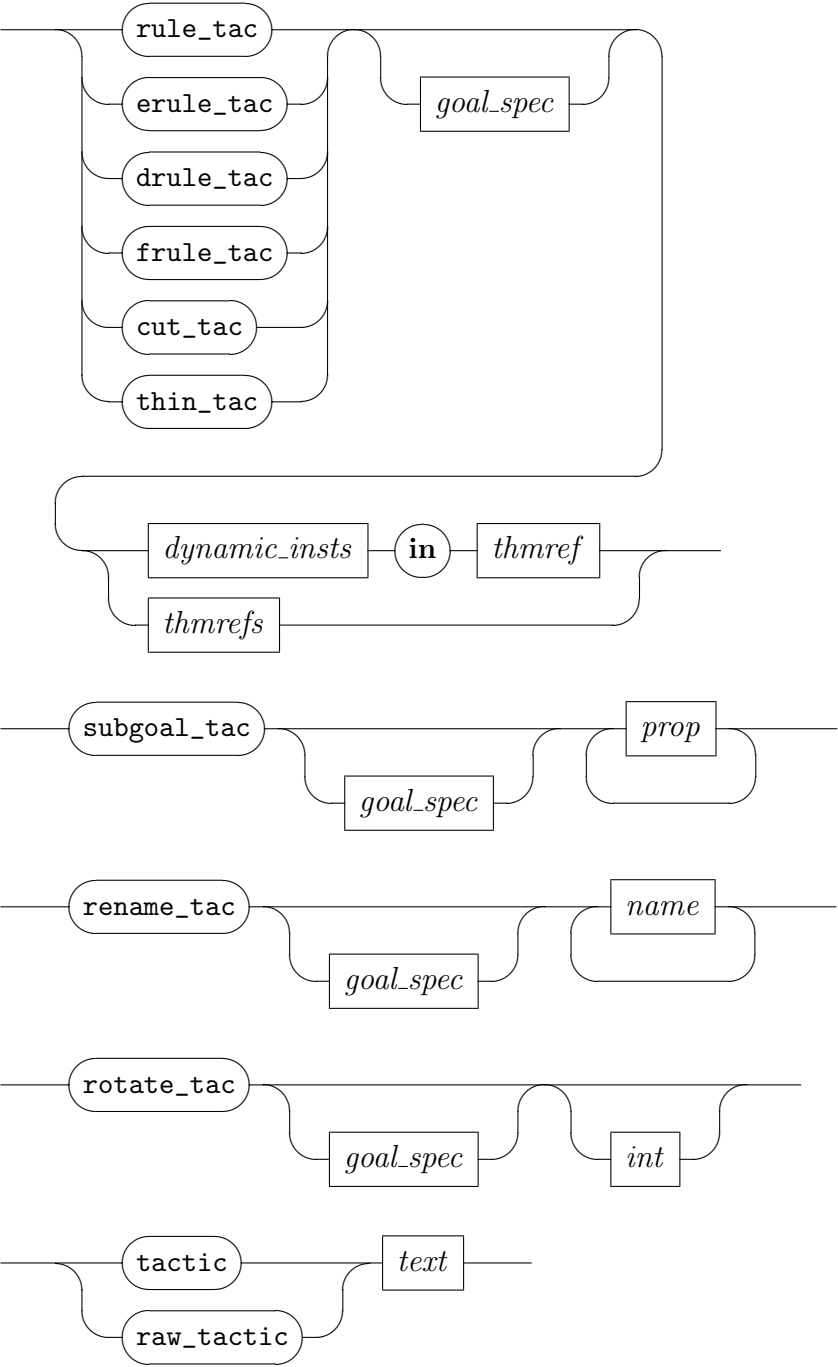 rule_tac
erule_tac goal_spec
drule_tac
frule_tac
cut_tac
thin_tac
dynamic_insts in thmref
thmrefs
subgoal_tac prop
goal_spec
rename_tac name
goal_spec
rotate_tac
goal_spec int
tactic text
raw_tactic